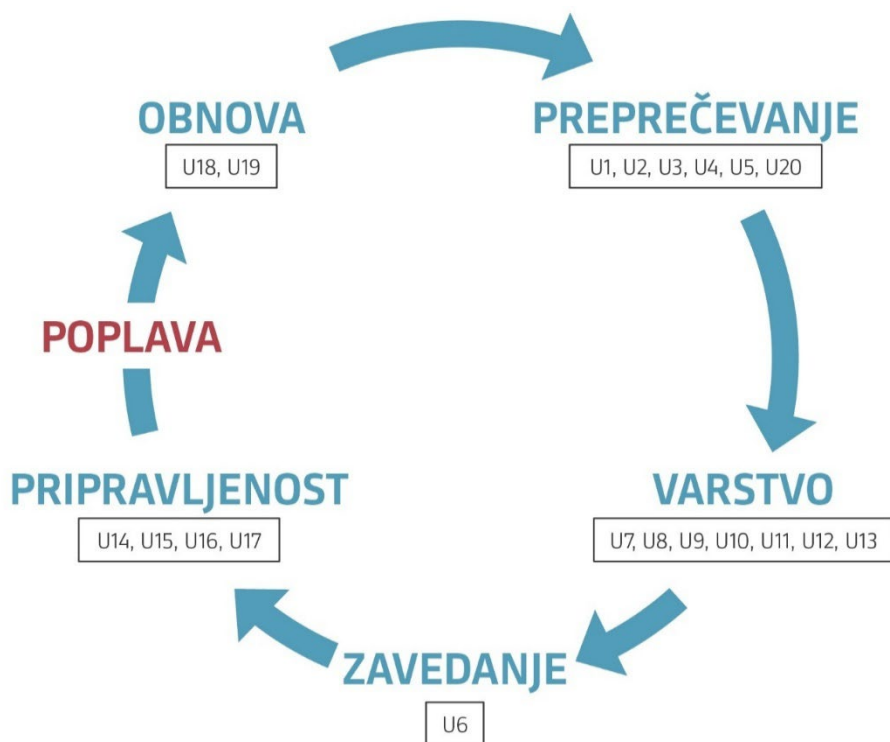 OBNOVA
U18, U19
PREPREČEVANJE
U1, U2, U3, U4, U5, U20
POPLAVA
PRIPRAVLJENOST
U14, U15, U16, U17
VARSTVO
U7, U8, U9, U10, U11, U12, U13
ZAVEDANJE
U6